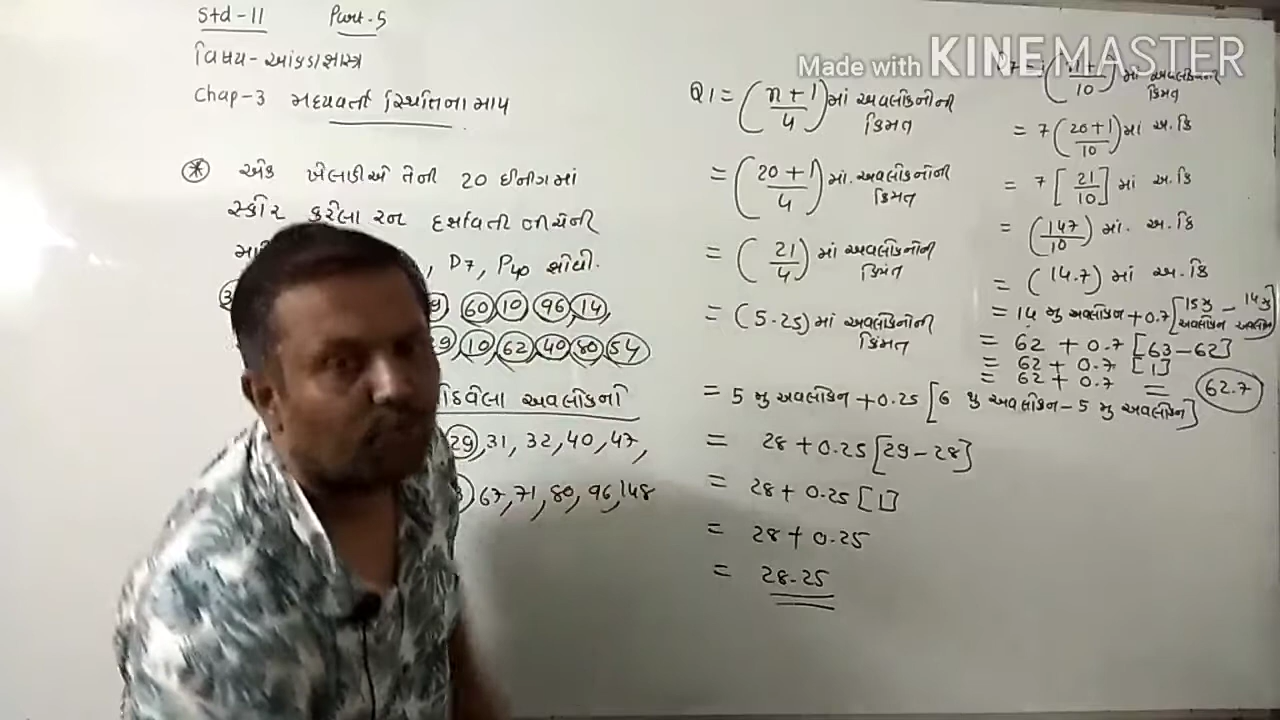 Std-11 Part-5
વિષય - આંકડાશાસ્ત્ર
Chap-3 મધ્યવર્તી સ્થિતિના માપ
* એક ખેલાડીએ તેની 20 ઈનીંગમાં
સ્કોર કરેલા રન દર્શાવતી નીચેની
, D7, P40 શોધો.
60 10 96, 14,
10, 62, 40, 80, 54
અવલોકનો
29, 31, 32, 40, 47,
67, 71, 80, 96, 148
Q1 = (n+1/4) માં અવલોકનોની કિંમત
= (20+1/4) માં. અવલોકનોની કિંમત
= (21/4) માં અવલોકનોની કિંમત
= (5.25) માં અવલોકનોની કિંમત
= 5 મુ અવલોકન + 0.25 [6 મુ અવલોકન - 5 મુ અવલોકન]
= 28 + 0.25 [29 - 28]
= 28 + 0.25 [1]
= 28 + 0.25
= 28.25
Made with KINEMASTER
માં અવલોકનની કિંમત
= 7 (20+1/10) માં અ. કિ
= 7 [21/10] માં અ. કિ
= (147/10) માં. અ. કિ
= (14.7) માં અ. કિ
= 14 મુ અવલોકન + 0.7 [15મુ અવલોકન - 14મુ
= 62 + 0.7 [63 - 62]
= 62 + 0.7 [1]
= 62 + 0.7 = 62.7